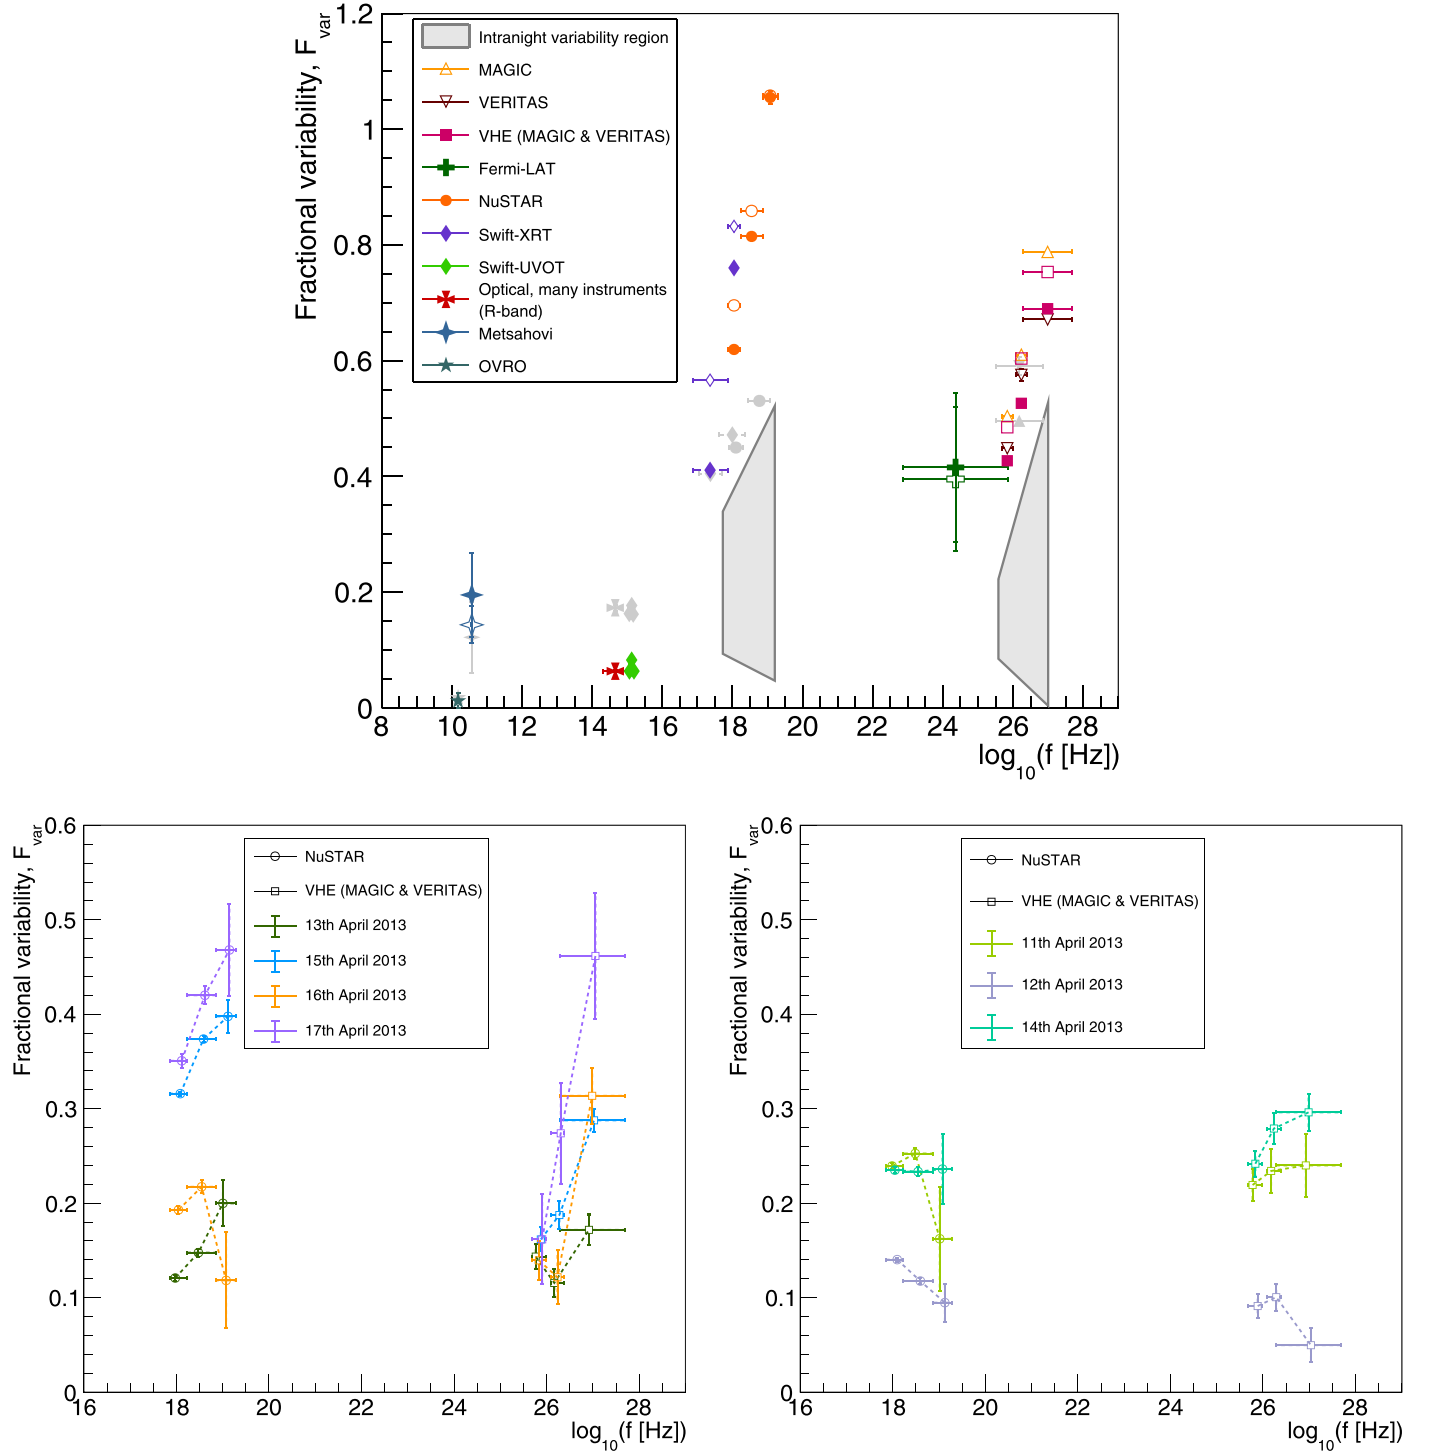 Fractional variability, Fvar
1.2
1
0.8
0.6
0.4
0.2
0
Intranight variability region
MAGIC
VERITAS
VHE (MAGIC & VERITAS)
Fermi-LAT
NuSTAR
Swift-XRT
Swift-UVOT
Optical, many instruments
(R-band)
Metsahovi
OVRO
8 10 12 14 16 18 20 22 24 26 28
log10(f [Hz])
Fractional variability, Fvar
0.6
0.5
0.4
0.3
0.2
0.1
0
NuSTAR
VHE (MAGIC & VERITAS)
13th April 2013
15th April 2013
16th April 2013
17th April 2013
16 18 20 22 24 26 28
log10(f [Hz])
Fractional variability, Fvar
0.6
0.5
0.4
0.3
0.2
0.1
0
NuSTAR
VHE (MAGIC & VERITAS)
11th April 2013
12th April 2013
14th April 2013
16 18 20 22 24 26 28
log10(f [Hz])